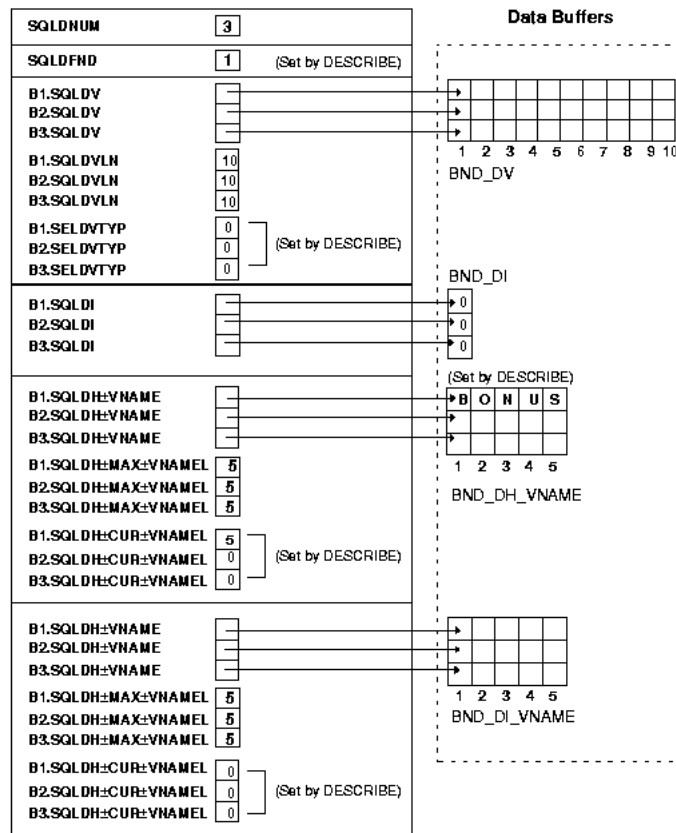 Data Buffers
SQLDNUM 3
SQLDFND 1 (Set by DESCRIBE)
B1.SQLDV
B2.SQLDV
B3.SQLDV
1 2 3 4 5 6 7 8 9 10
BND_DV
B1.SQLDVLN 10
B2.SQLDVLN 10
B3.SQLDVLN 10
B1.SELDVTYP 0
B2.SELDVTYP 0
B3.SELDVTYP 0
(Set by DESCRIBE)
BND_DI
B1.SQLDI 0
B2.SQLDI 0
B3.SQLDI 0
(Set by DESCRIBE)
B1.SQLDH±VNAME B O N U S
B2.SQLDH±VNAME
B3.SQLDH±VNAME
1 2 3 4 5
BND_DH_VNAME
B1.SQLDH±MAX±VNAMEL 5
B2.SQLDH±MAX±VNAMEL 5
B3.SQLDH±MAX±VNAMEL 5
B1.SQLDH±CUR±VNAMEL 5
B2.SQLDH±CUR±VNAMEL 0
B3.SQLDH±CUR±VNAMEL 0
(Set by DESCRIBE)
B1.SQLDH±VNAME
B2.SQLDH±VNAME
B3.SQLDH±VNAME
1 2 3 4 5
BND_DI_VNAME
B1.SQLDH±MAX±VNAMEL 5
B2.SQLDH±MAX±VNAMEL 5
B3.SQLDH±MAX±VNAMEL 5
B1.SQLDH±CUR±VNAMEL 0
B2.SQLDH±CUR±VNAMEL 0
B3.SQLDH±CUR±VNAMEL 0
(Set by DESCRIBE)